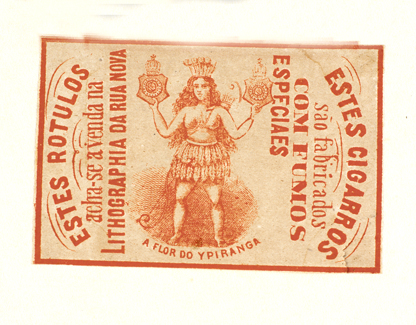 ESTES ROTULOS
acha-se a venda na
LITHOGRAPHIA DA RUA NOVA
A FLOR DO YPIRANGA
ESTES CIGARROS
são fabricados
COM FUMOS
ESPECIAES